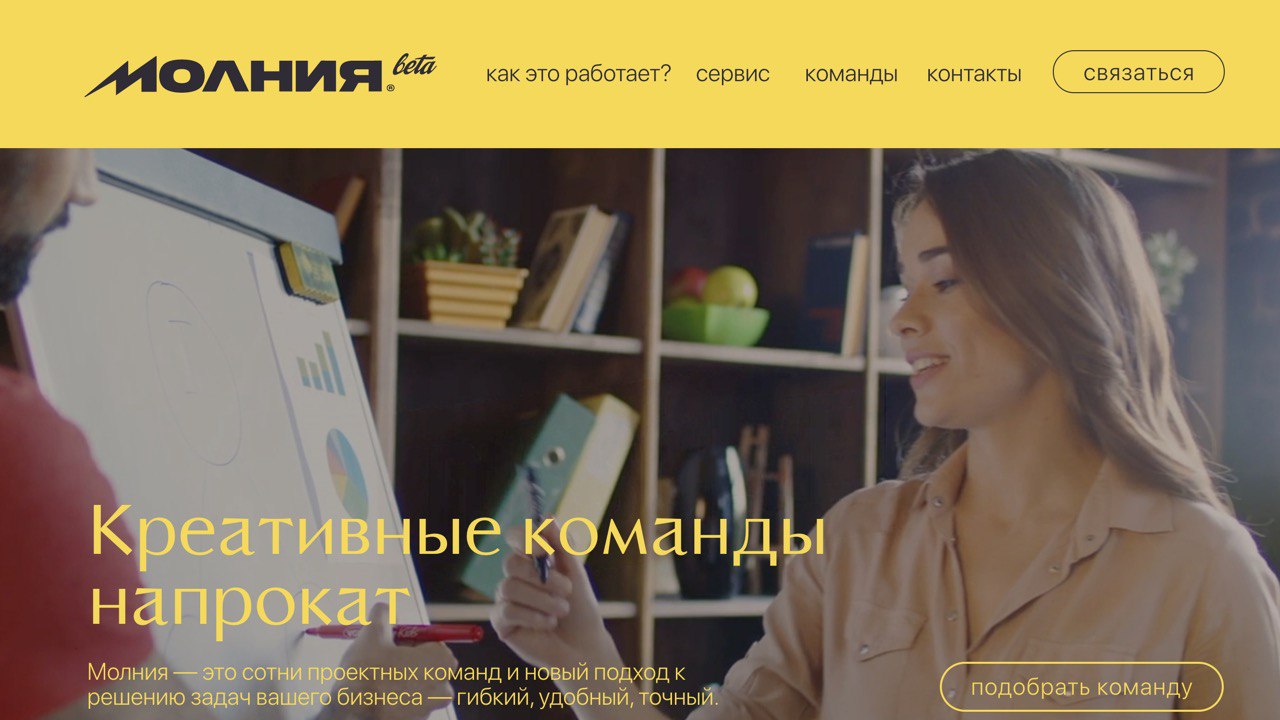 МОЛНИЯ® beta
как это работает? сервис команды контакты связаться
Креативные команды
напрокат
Молния — это сотни проектных команд и новый подход к
решению задач вашего бизнеса — гибкий, удобный, точный.
подобрать команду